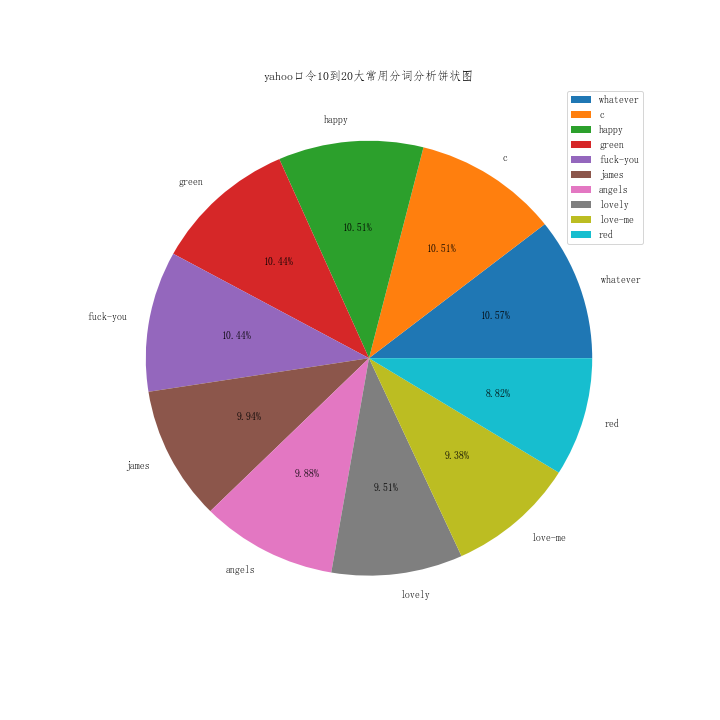 yahoo口令10到20大常用分词分析饼状图
whatever
c
happy
green
fuck-you
james
angels
lovely
love-me
red
happy
c
green
10.51%
10.51%
10.44%
whatever
fuck-you
10.57%
10.44%
8.82%
9.94%
red
9.38%
james
9.88%
9.51%
love-me
angels
lovely